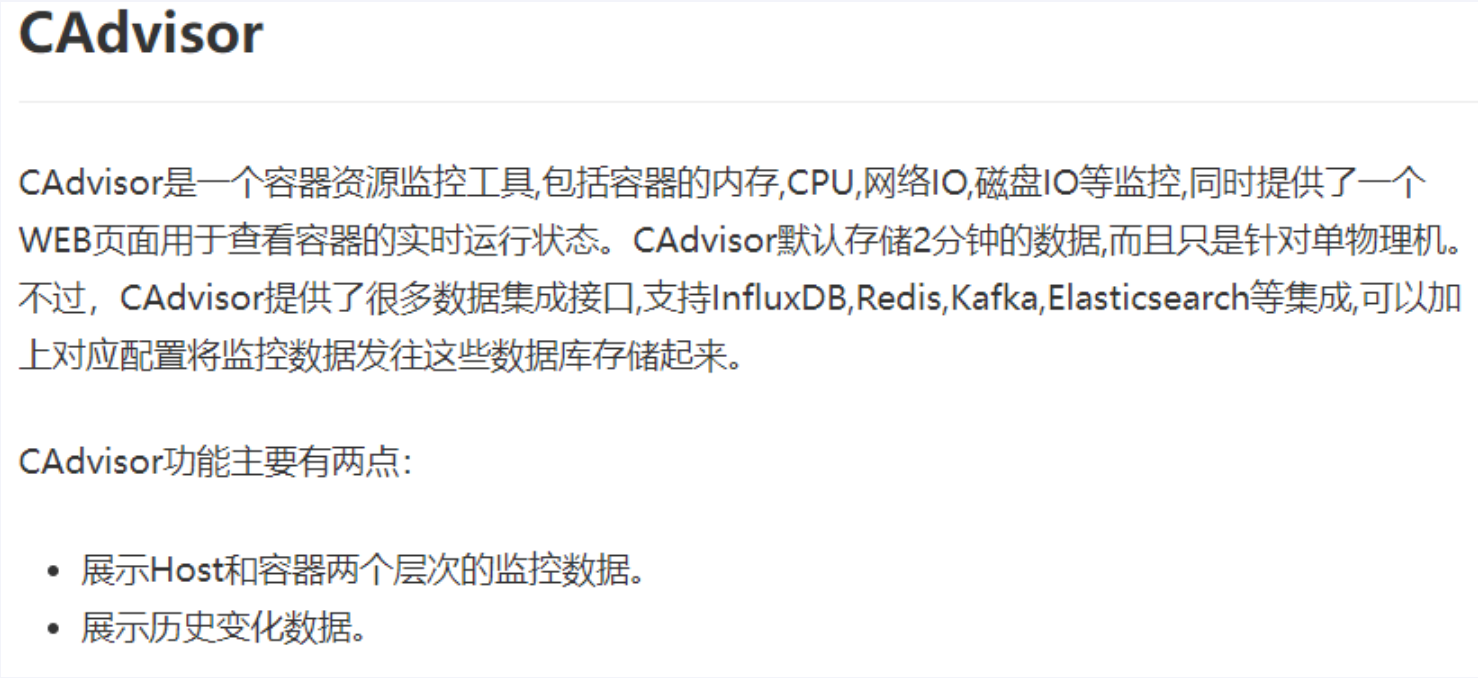 CAdvisor
CAdvisor是一个容器资源监控工具,包括容器的内存,CPU,网络IO,磁盘IO等监控,同时提供了一个
WEB页面用于查看容器的实时运行状态。CAdvisor默认存储2分钟的数据,而且只是针对单物理机。
不过，CAdvisor提供了很多数据集成接口,支持InfluxDB,Redis,Kafka,Elasticsearch等集成,可以加
上对应配置将监控数据发往这些数据库存储起来。
CAdvisor功能主要有两点：
• 展示Host和容器两个层次的监控数据。
• 展示历史变化数据。